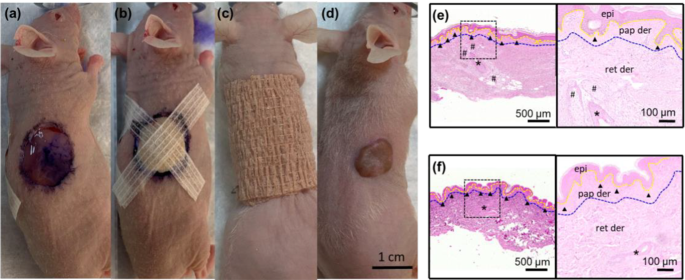 (a)
(b)
(c)
(d)
1 cm
(e)
epi
pap der
ret der
#
#
*
#
#
#
*
500 µm
100 µm
(f)
epi
pap der
ret der
*
*
500 µm
100 µm